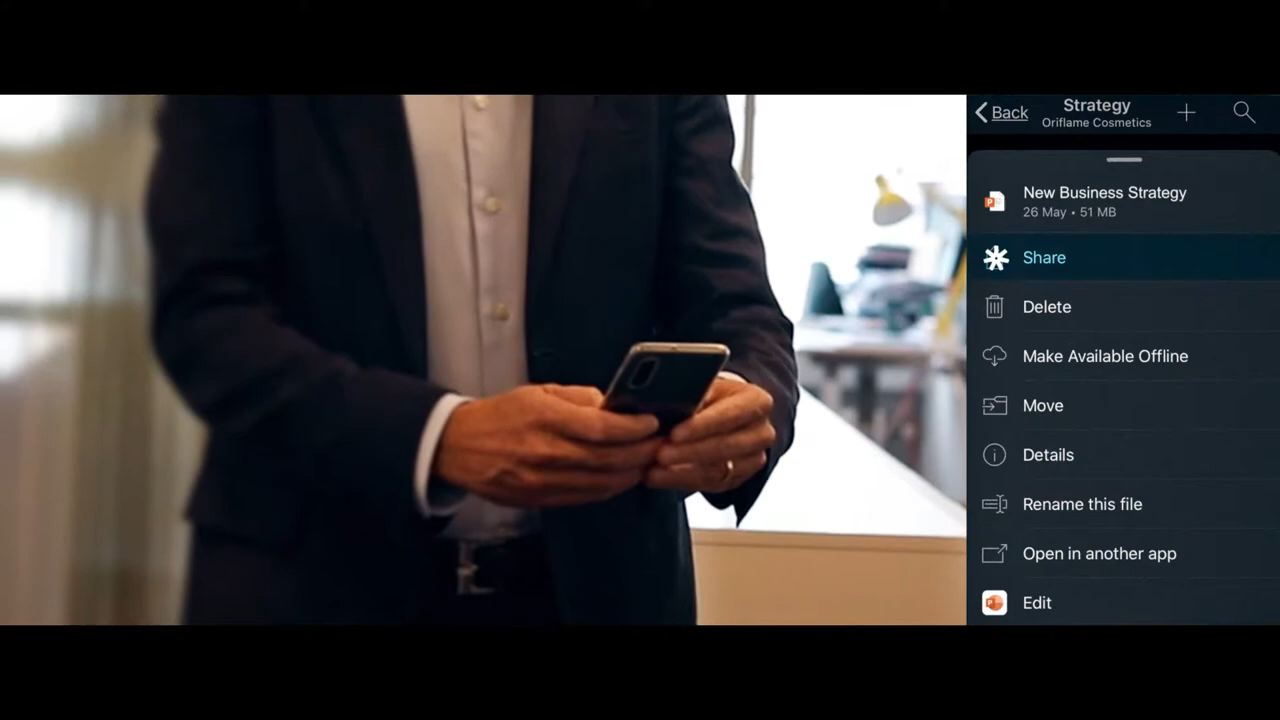 Back
Strategy
Oriflame Cosmetics
New Business Strategy
26 May • 51 MB
Share
Delete
Make Available Offline
Move
Details
Rename this file
Open in another app
Edit